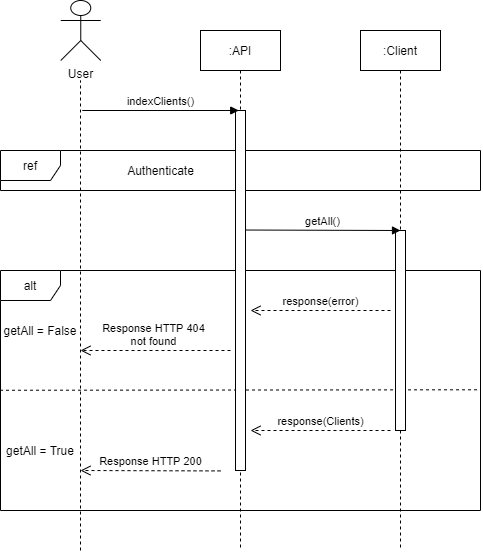 :API
:Client
User
indexClients()
ref
Authenticate
getAll()
alt
response(error)
getAll = False
Response HTTP 404
not found
response(Clients)
getAll = True
Response HTTP 200